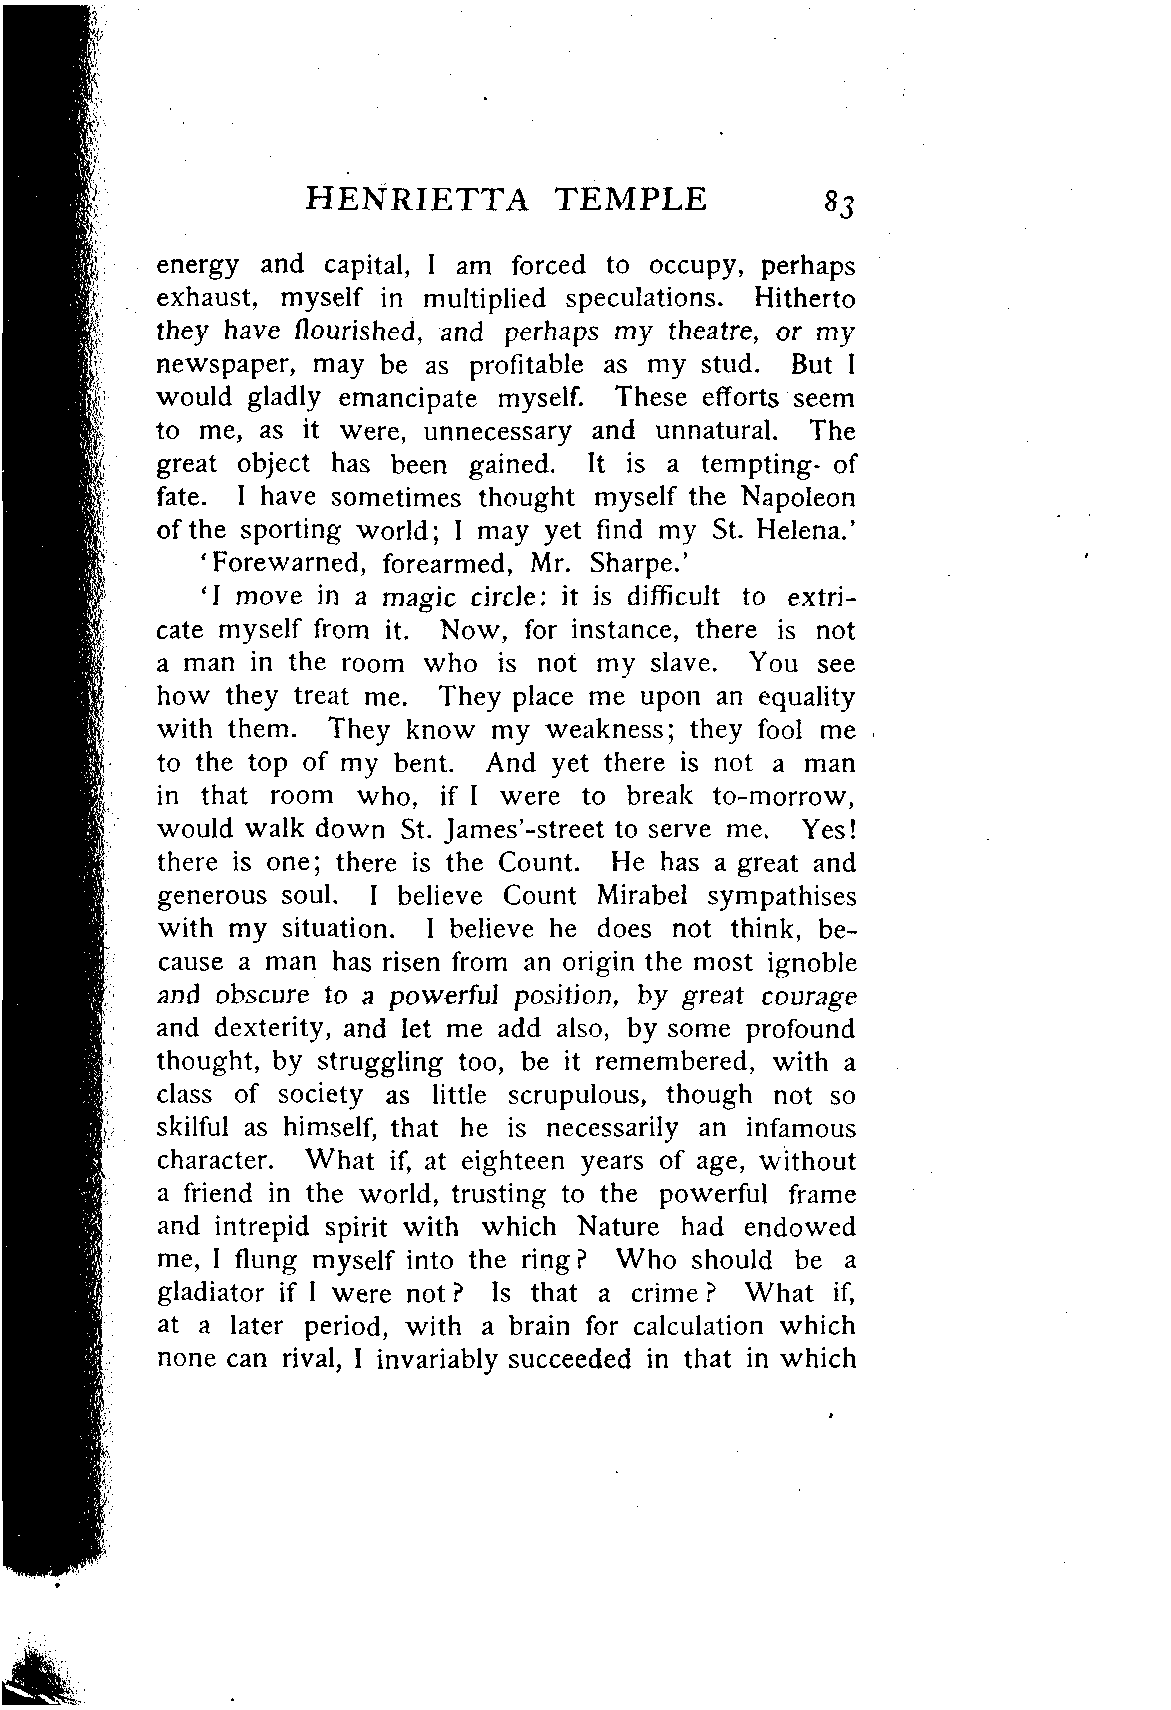 HENRIETTA TEMPLE 83
energy and capital, I am forced to occupy, perhaps
exhaust, myself in multiplied speculations. Hitherto
they have flourished, and perhaps my theatre, or my
newspaper, may be as profitable as my stud. But I
would gladly emancipate myself. These efforts seem
to me, as it were, unnecessary and unnatural. The
great object has been gained. It is a tempting- of
fate. I have sometimes thought myself the Napoleon
of the sporting world; I may yet find my St. Helena.'
'Forewarned, forearmed, Mr. Sharpe.'
'I move in a magic circle: it is difficult to extri-
cate myself from it. Now, for instance, there is not
a man in the room who is not my slave. You see
how they treat me. They place me upon an equality
with them. They know my weakness; they fool me
to the top of my bent. And yet there is not a man
in that room who, if I were to break to-morrow,
would walk down St. James'-street to serve me. Yes!
there is one; there is the Count. He has a great and
generous soul. I believe Count Mirabel sympathises
with my situation. I believe he does not think, be-
cause a man has risen from an origin the most ignoble
and obscure to a powerful position, by great courage
and dexterity, and let me add also, by some profound
thought, by struggling too, be it remembered, with a
class of society as little scrupulous, though not so
skilful as himself, that he is necessarily an infamous
character. What if, at eighteen years of age, without
a friend in the world, trusting to the powerful frame
and intrepid spirit with which Nature had endowed
me, I flung myself into the ring? Who should be a
gladiator if I were not? Is that a crime? What if,
at a later period, with a brain for calculation which
none can rival, I invariably succeeded in that in which